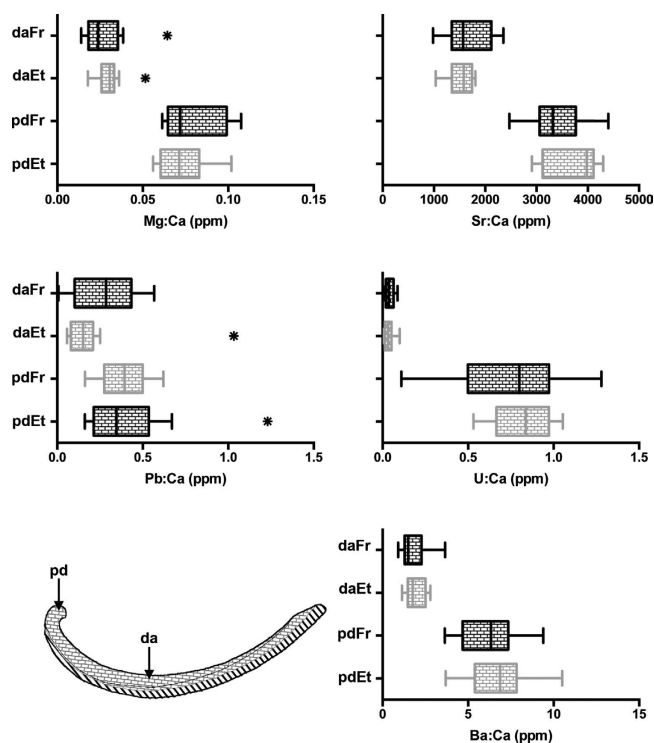 daFr
daEt
pdFr
pdEt
0.00 0.05 0.10 0.15
Mg:Ca (ppm)
0 1000 2000 3000 4000 5000
Sr:Ca (ppm)
daFr
daEt
pdFr
pdEt
0.0 0.5 1.0 1.5
Pb:Ca (ppm)
0.0 0.5 1.0 1.5
U:Ca (ppm)
pd
da
daFr
daEt
pdFr
pdEt
0 5 10 15
Ba:Ca (ppm)